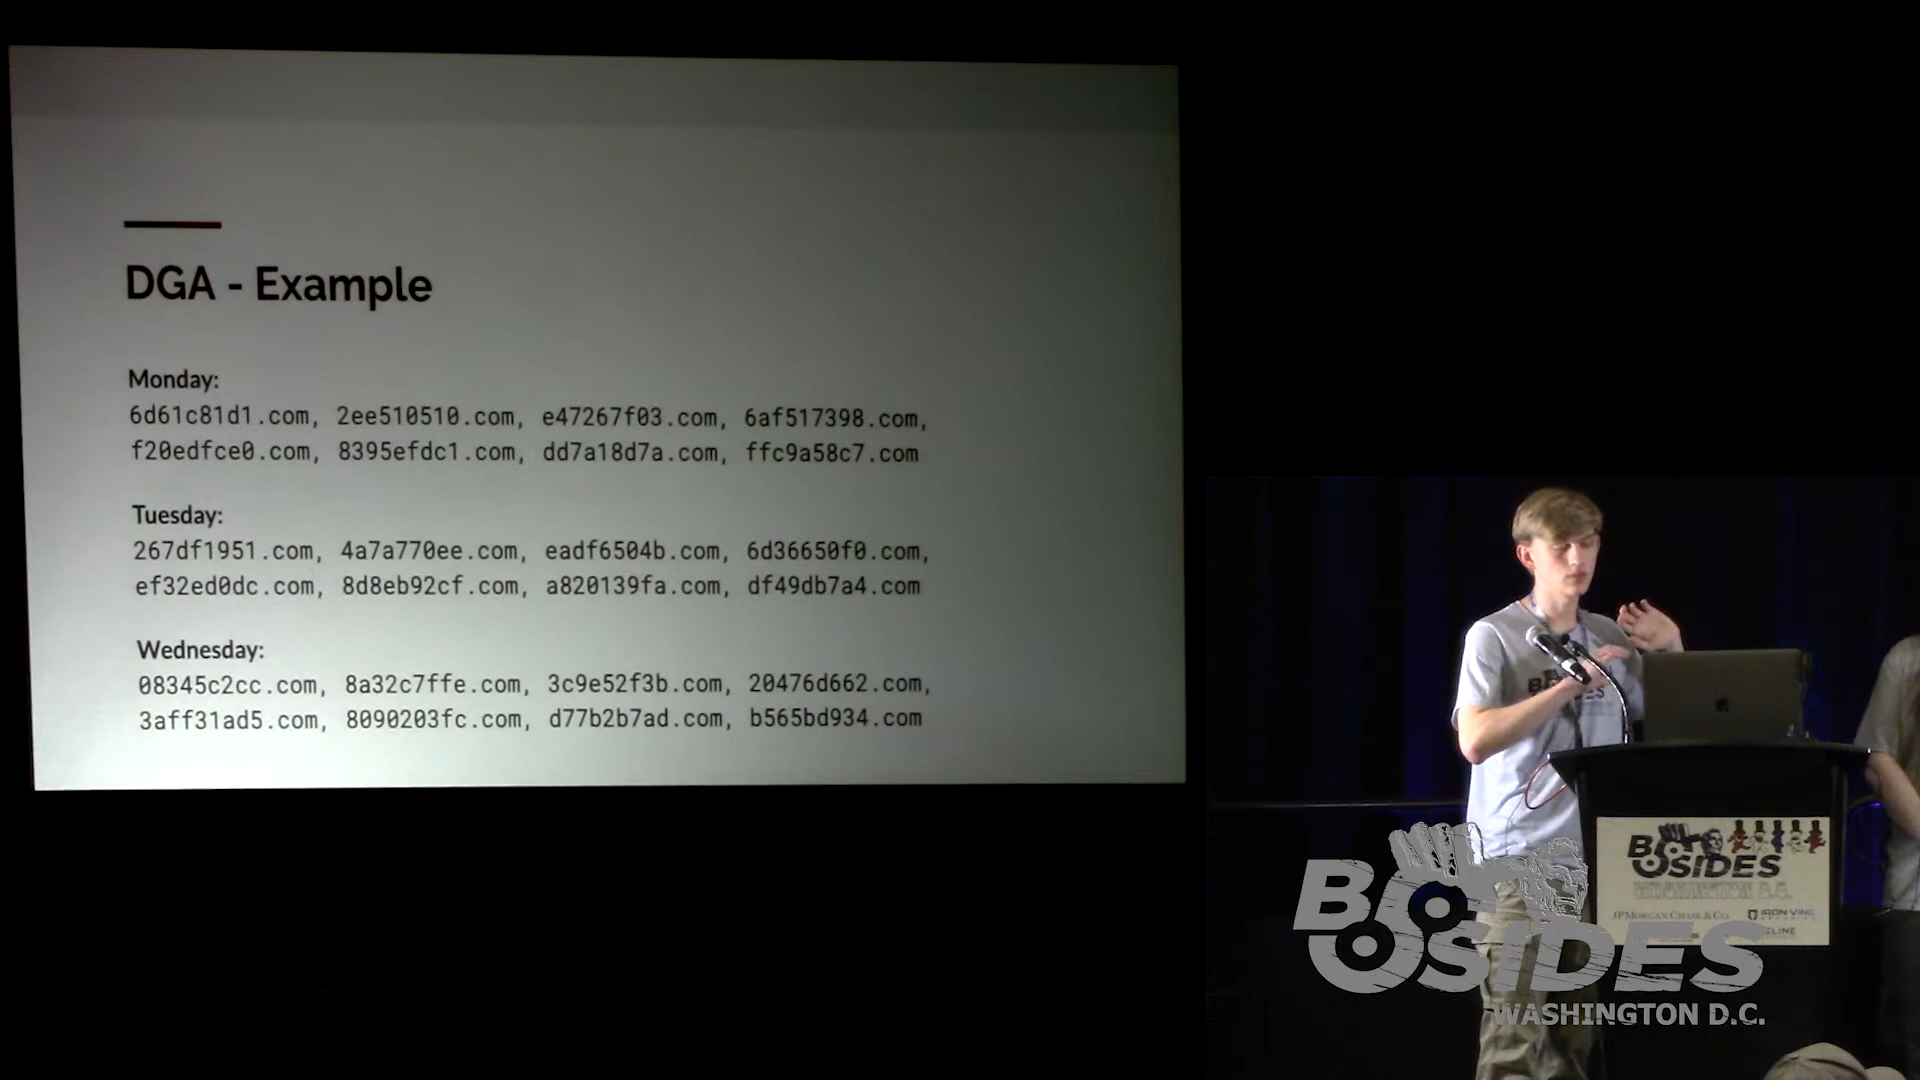 DGA - Example
Monday:
6d61c81d1.com, 2ee510510.com, e47267f03.com, 6af517398.com,
f20edfce0.com, 8395efdc1.com, dd7a18d7a.com, ffc9a58c7.com
Tuesday:
267df1951.com, 4a7a770ee.com, eadf6504b.com, 6d36650f0.com,
ef32ed0dc.com, 8d8eb92cf.com, a820139fa.com, df49db7a4.com
Wednesday:
08345c2cc.com, 8a32c7ffe.com, 3c9e52f3b.com, 20476d662.com,
3aff31ad5.com, 8090203fc.com, d77b2b7ad.com, b565bd934.com
BSIDES
WASHINGTON D.C.
JPMORGAN CHASE & CO.
IRON VINE
BSIDES
WASHINGTON D.C.